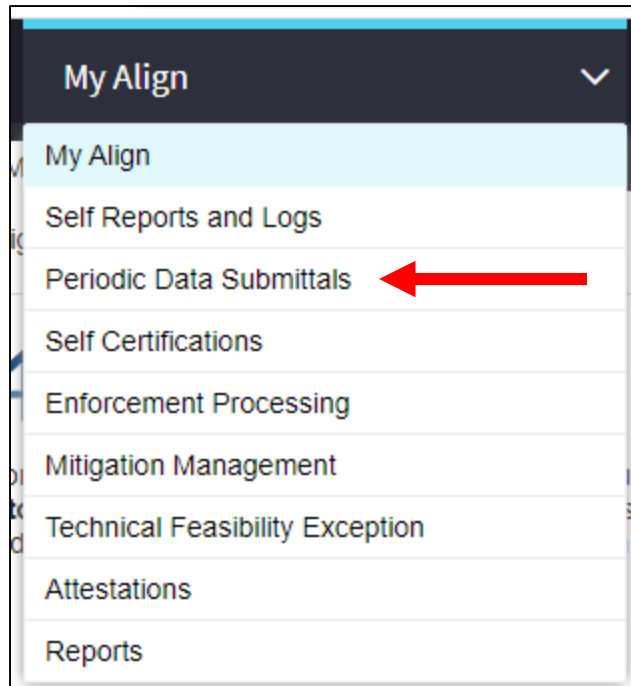 My Align
My Align
Self Reports and Logs
Periodic Data Submittals
Self Certifications
Enforcement Processing
Mitigation Management
Technical Feasibility Exception
Attestations
Reports